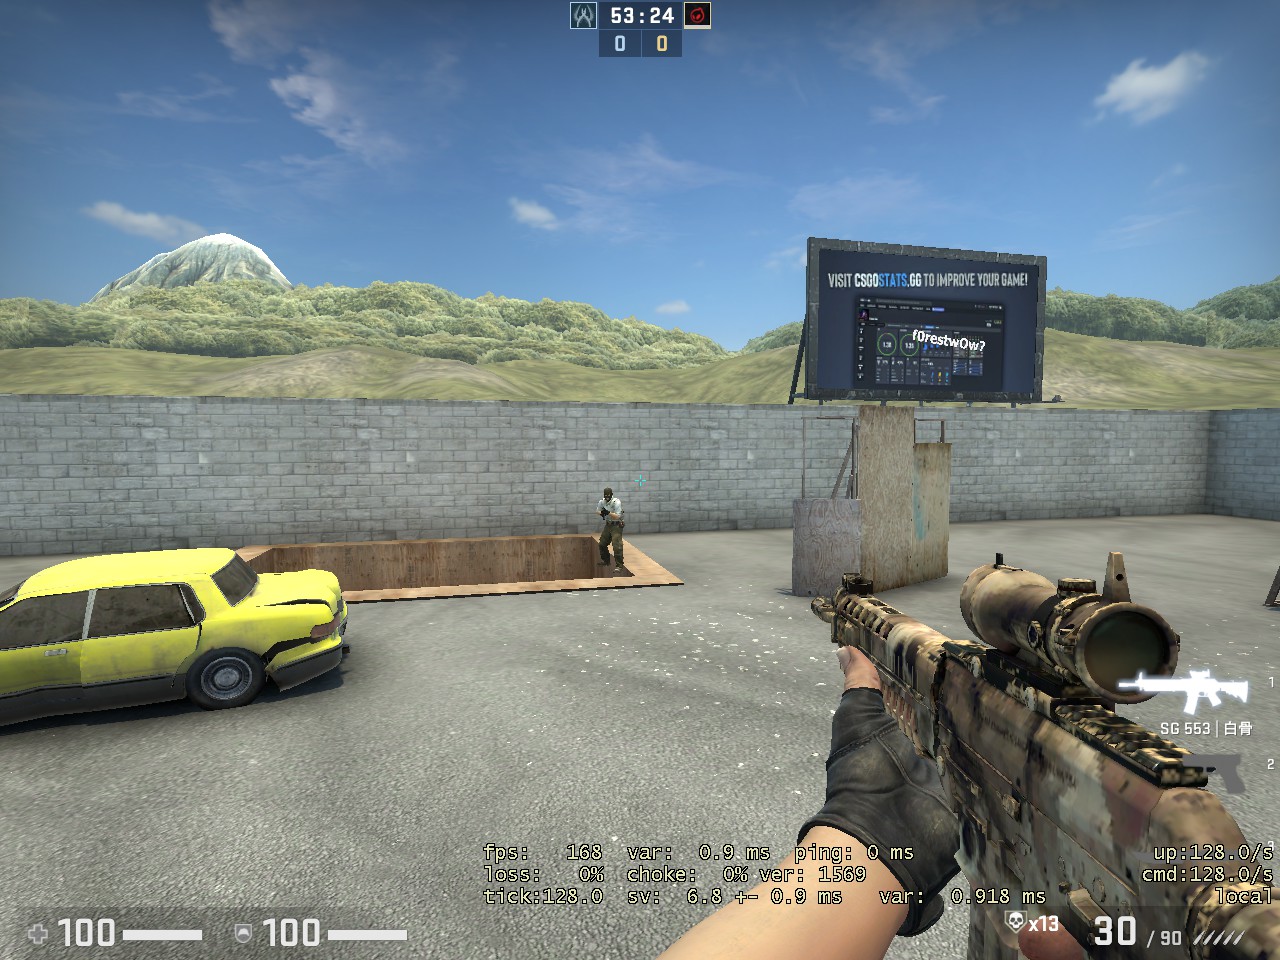 53:24
0 0
VISIT CSGOSTATS.GG TO IMPROVE YOUR GAME!
f0restw0w?
1
SG 553 | 白骨
2
fps: 168 var: 0.9 ms ping: 0 ms
loss: 0% choke: 0% ver: 1569
tick:128.0 sv: 6.8 +- 0.9 ms var: 0.918 ms
up:128.0/s
cmd:128.0/s
local
100
100
x13
30 / 90